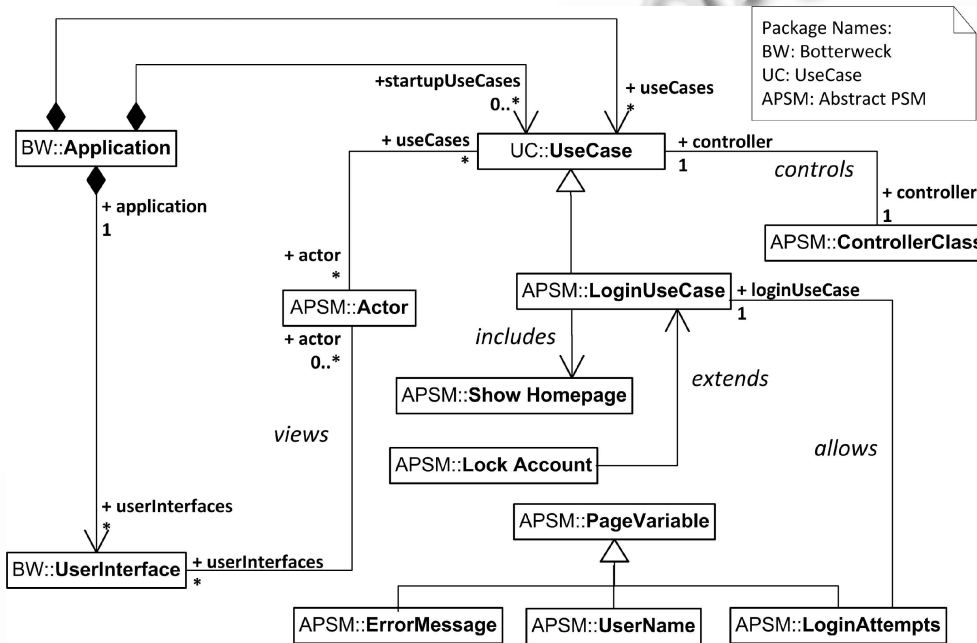 Package Names:
BW: Botterweck
UC: UseCase
APSM: Abstract PSM
+startupUseCases
0..*
+ useCases
*
BW::Application
+ useCases
*
UC::UseCase
+ controller
1
controls
+ application
1
+ controller
1
APSM::ControllerClass
+ actor
*
APSM::Actor
APSM::LoginUseCase
+ loginUseCase
1
+ actor
0..*
includes
extends
APSM::Show Homepage
views
allows
APSM::Lock Account
+ userInterfaces
*
APSM::PageVariable
BW::UserInterface
+ userInterfaces
*
APSM::ErrorMessage
APSM::UserName
APSM::LoginAttempts